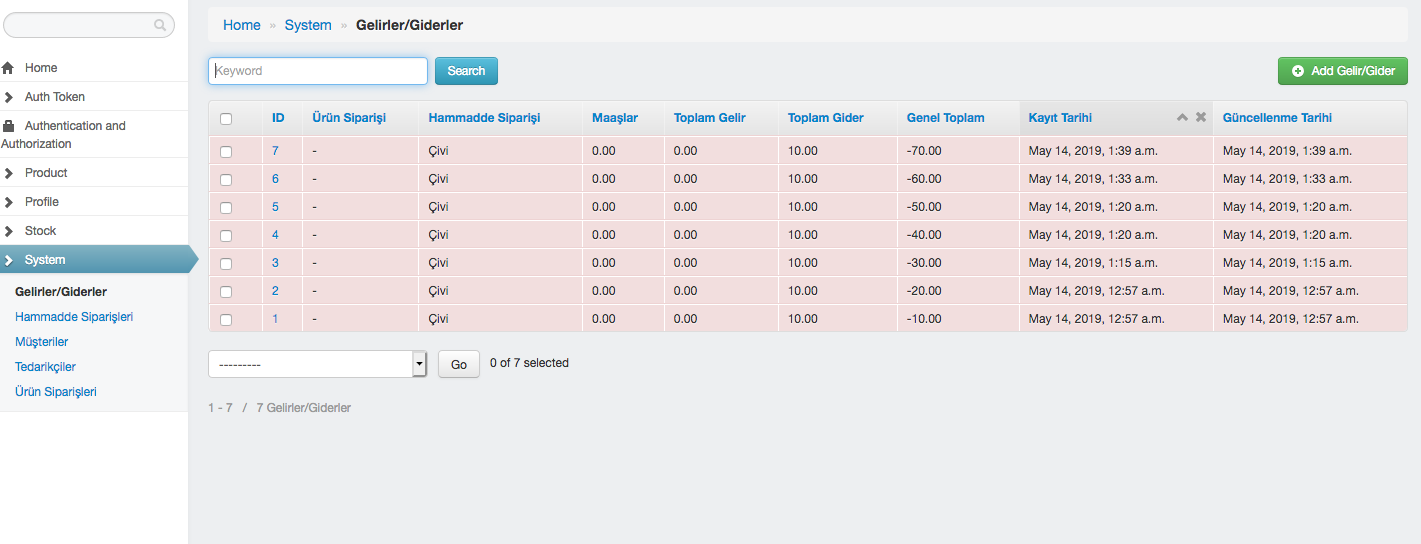 Home » System » Gelirler/Giderler
Keyword Search Add Gelir/Gider
Home
Auth Token
Authentication and
Authorization
Product
Profile
Stock
System
Gelirler/Giderler
Hammadde Siparişleri
Müşteriler
Tedarikçiler
Ürün Siparişleri
ID Ürün Siparişi Hammadde Siparişi Maaşlar Toplam Gelir Toplam Gider Genel Toplam Kayıt Tarihi Güncellenme Tarihi
7 - Çivi 0.00 0.00 10.00 -70.00 May 14, 2019, 1:39 a.m. May 14, 2019, 1:39 a.m.
6 - Çivi 0.00 0.00 10.00 -60.00 May 14, 2019, 1:33 a.m. May 14, 2019, 1:33 a.m.
5 - Çivi 0.00 0.00 10.00 -50.00 May 14, 2019, 1:20 a.m. May 14, 2019, 1:20 a.m.
4 - Çivi 0.00 0.00 10.00 -40.00 May 14, 2019, 1:20 a.m. May 14, 2019, 1:20 a.m.
3 - Çivi 0.00 0.00 10.00 -30.00 May 14, 2019, 1:15 a.m. May 14, 2019, 1:15 a.m.
2 - Çivi 0.00 0.00 10.00 -20.00 May 14, 2019, 12:57 a.m. May 14, 2019, 12:57 a.m.
1 - Çivi 0.00 0.00 10.00 -10.00 May 14, 2019, 12:57 a.m. May 14, 2019, 12:57 a.m.
--------- Go 0 of 7 selected
1 - 7 / 7 Gelirler/Giderler